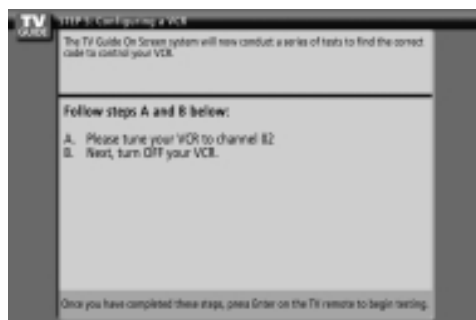 TV
GUIDE
STEP 5: Configuring a VCR
The TV Guide On Screen system will now conduct a series of tests to find the correct
code to control your VCR.
Follow steps A and B below:
A. Please tune your VCR to channel 02
B. Next, turn OFF your VCR.
Once you have completed these steps, press Enter on the TV remote to begin testing.